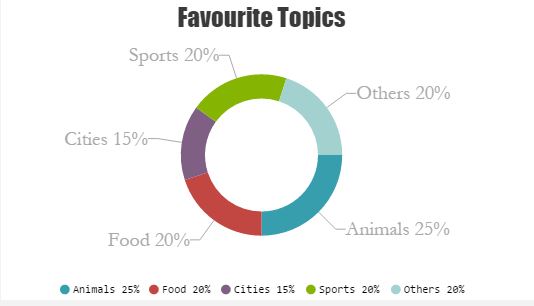 Favourite Topics
Sports 20%
Others 20%
Cities 15%
Animals 25%
Food 20%
Animals 25% Food 20% Cities 15% Sports 20% Others 20%